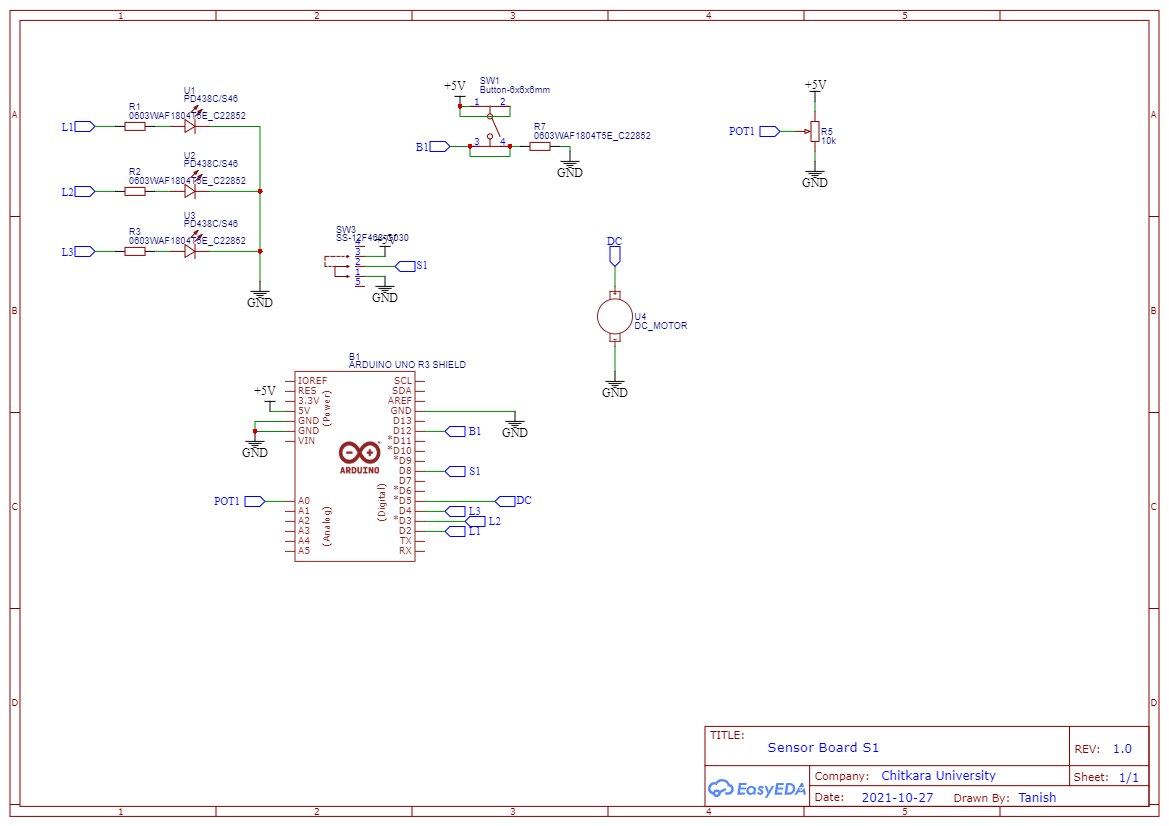 1 2 3 4 5
A A
B B
C C
D D
U1
PD438C/S46
R1
0603WAF1804T5E_C22852
L1
U2
PD438C/S46
R2
0603WAF1804T5E_C22852
L2
U3
PD438C/S46
R3
0603WAF1804T5E_C22852
L3
GND
+5V
SW1
Button-6x6x6mm
1 2
3 4
B1
R7
0603WAF1804T5E_C22852
GND
+5V
POT1
R5
10k
GND
SW3
+5V
4
3
2
1
5
S1
GND
DC
U4
DC_MOTOR
GND
B1
ARDUINO UNO R3 SHIELD
+5V
GND
POT1
IOREF
RES
3.3V
5V
GND
GND
VIN
(Power)
A0
A1
A2
A3
A4
A5
(Analog)
ARDUINO
SCL
SDA
AREF
GND
D13
D12
*D11
*D10
*D9
D8
D7
*D6
*D5
D4
*D3
D2
TX
RX
(Digital)
GND
B1
S1
DC
L3
L2
L1
TITLE:
Sensor Board S1
REV: 1.0
EasyEDA
Company: Chitkara University
Sheet: 1/1
Date: 2021-10-27 Drawn By: Tanish
1 2 3 4 5